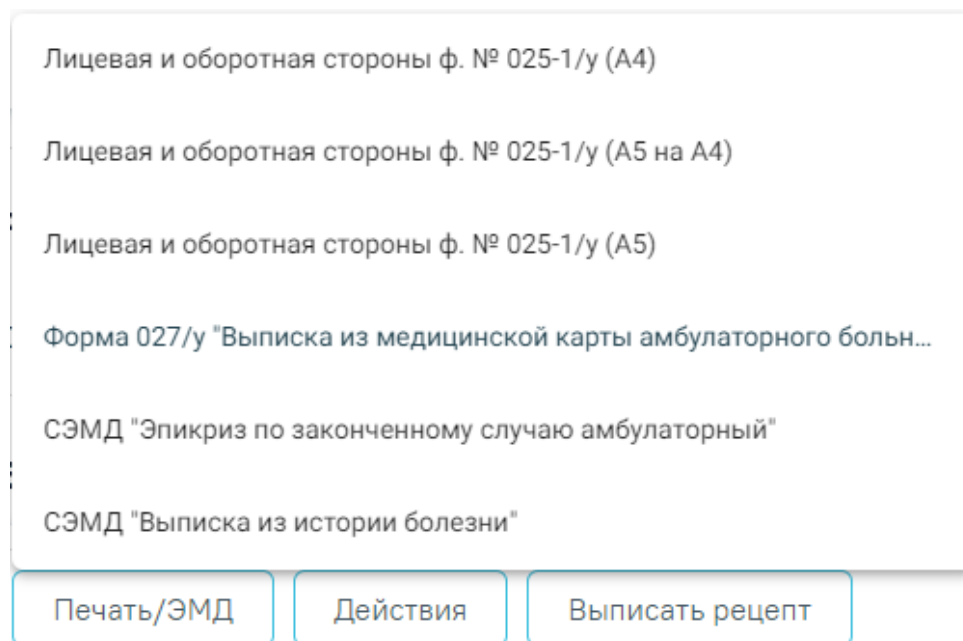 Лицевая и оборотная стороны ф. № 025-1/у (А4)
Лицевая и оборотная стороны ф. № 025-1/у (А5 на А4)
Лицевая и оборотная стороны ф. № 025-1/у (А5)
Форма 027/у "Выписка из медицинской карты амбулаторного больн...
СЭМД "Эпикриз по законченному случаю амбулаторный"
СЭМД "Выписка из истории болезни"
Печать/ЭМД Действия Выписать рецепт